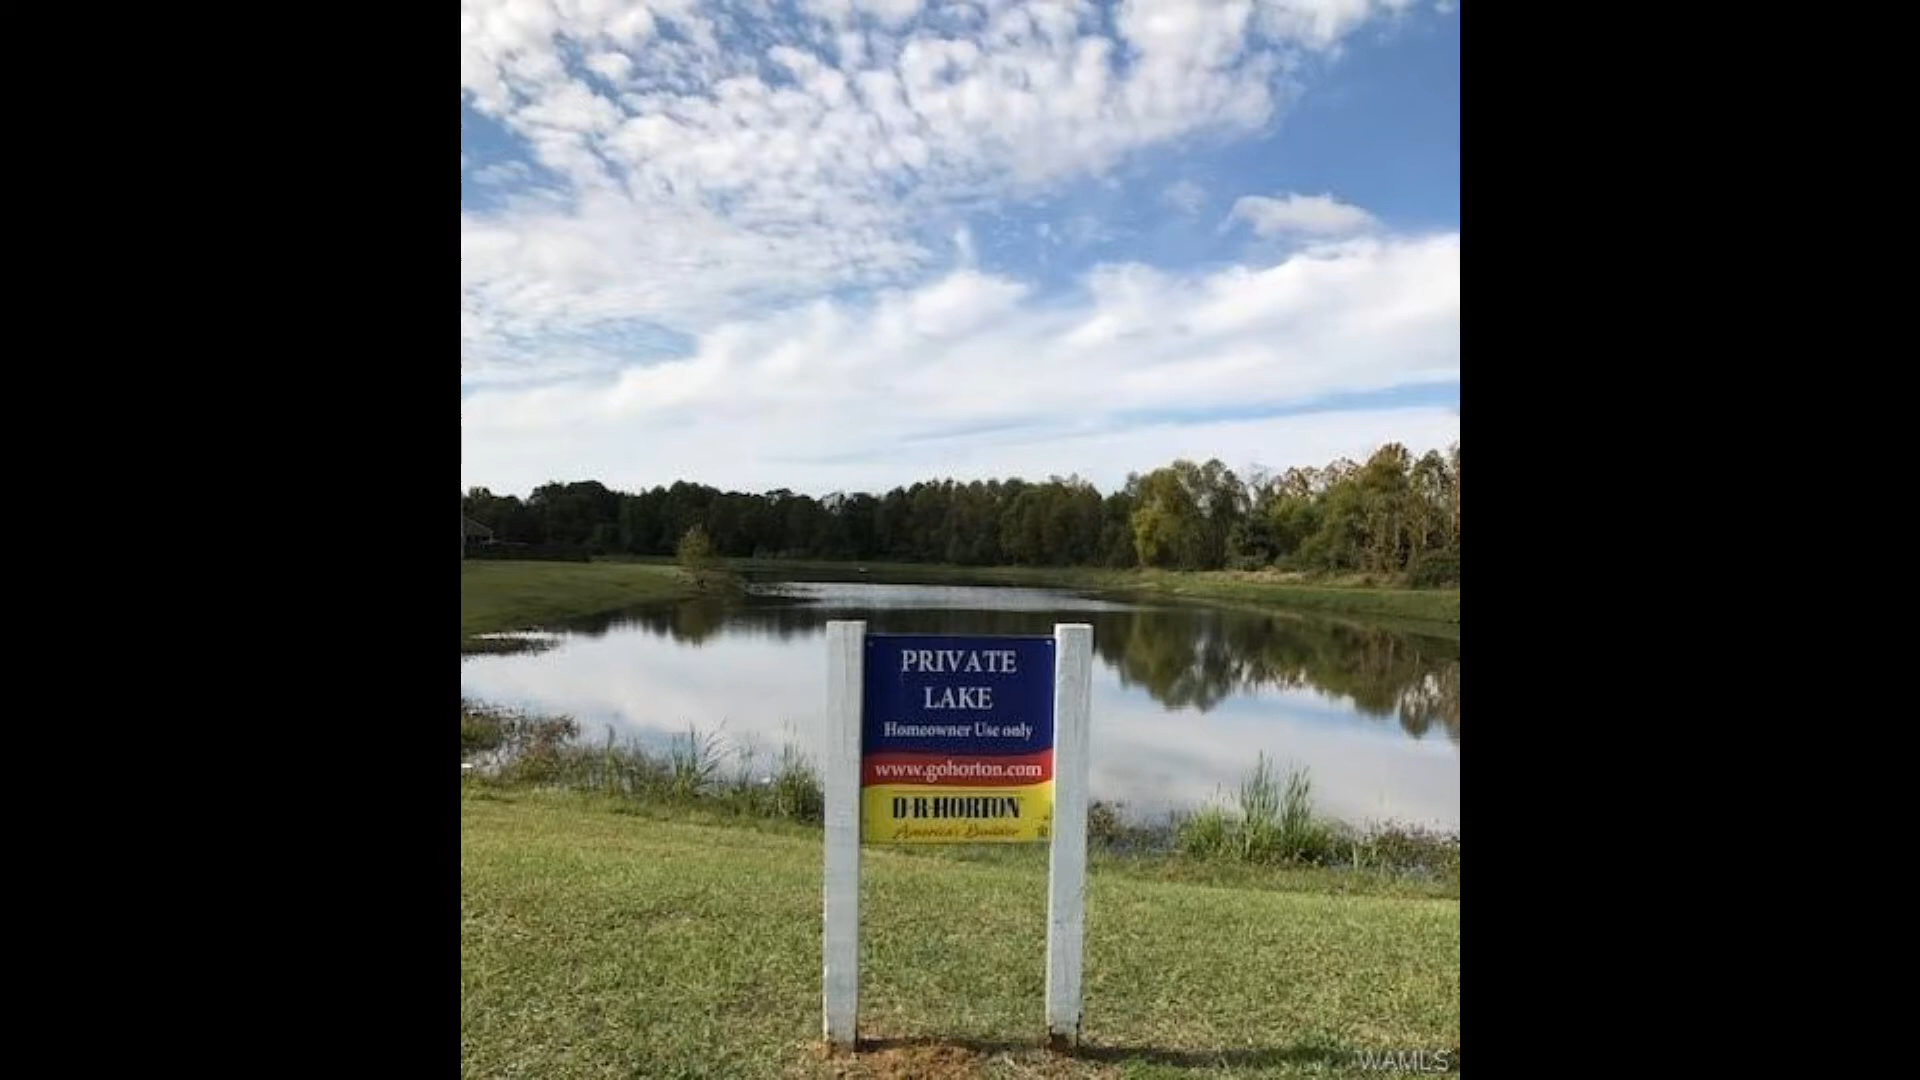 PRIVATE
LAKE
Homeowner Use only
www.gohorton.com
D·R·HORTON
America's Builder
WAMLS